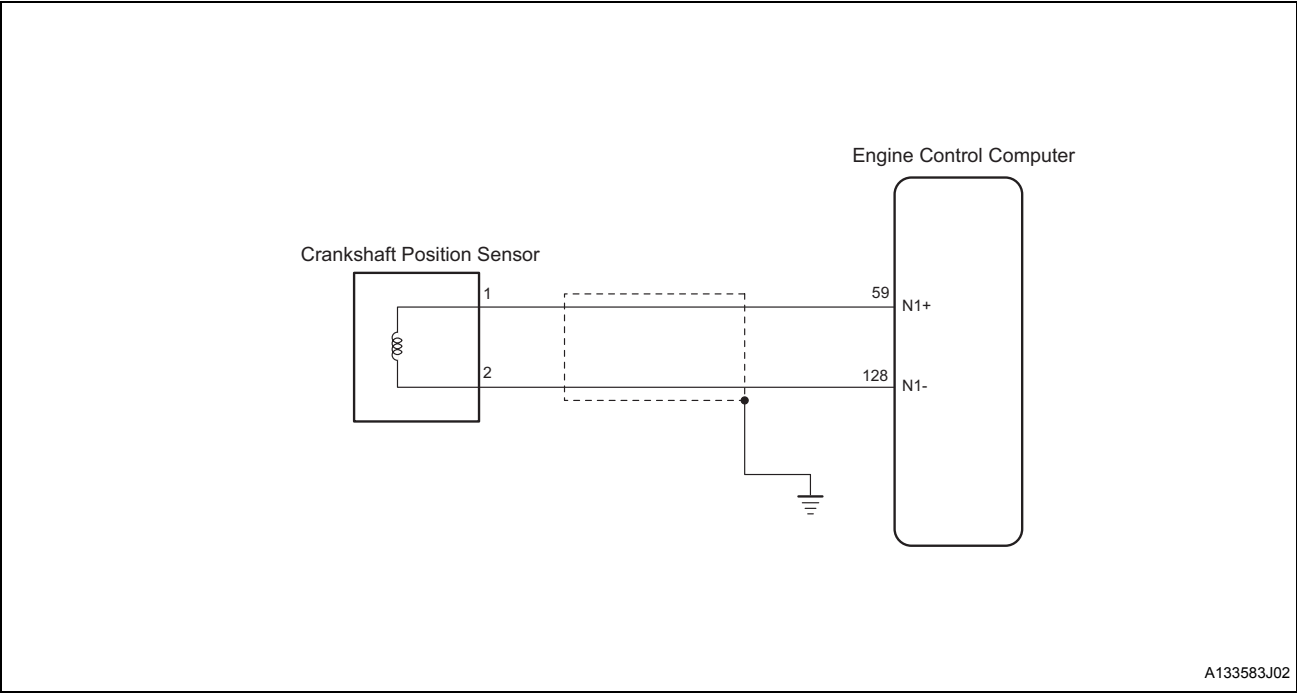 Engine Control Computer
Crankshaft Position Sensor
1
59
N1+
2
128
N1-
A133583J02